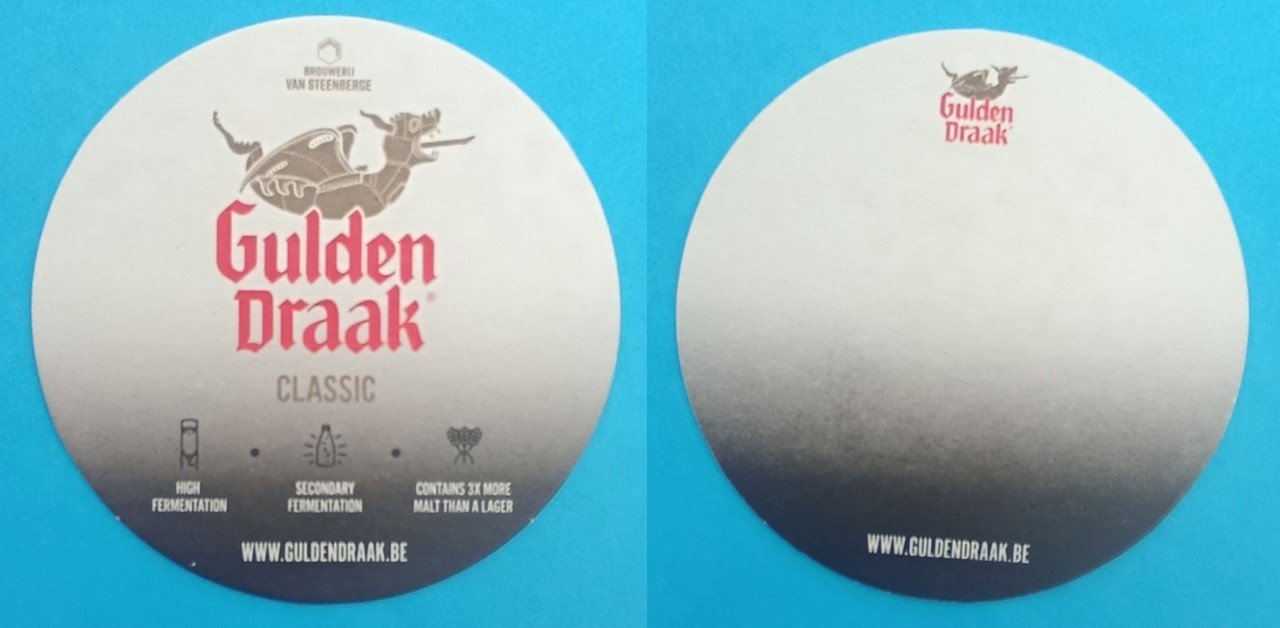 BROUWERIJ
VAN STEENBERGE
Gulden
Draak®
CLASSIC
HIGH
FERMENTATION
SECONDARY
FERMENTATION
CONTAINS 3X MORE
MALT THAN A LAGER
WWW.GULDENDRAAK.BE
Gulden
Draak
WWW.GULDENDRAAK.BE